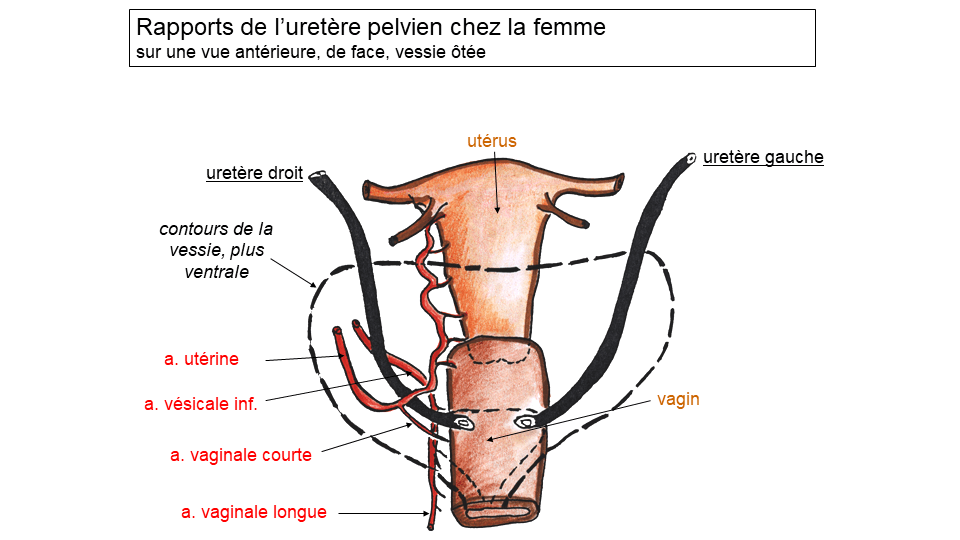 Rapports de l’uretère pelvien chez la femme
sur une vue antérieure, de face, vessie ôtée
utérus
uretère gauche
uretère droit
contours de la
vessie, plus
ventrale
a. utérine
a. vésicale inf.
vagin
a. vaginale courte
a. vaginale longue